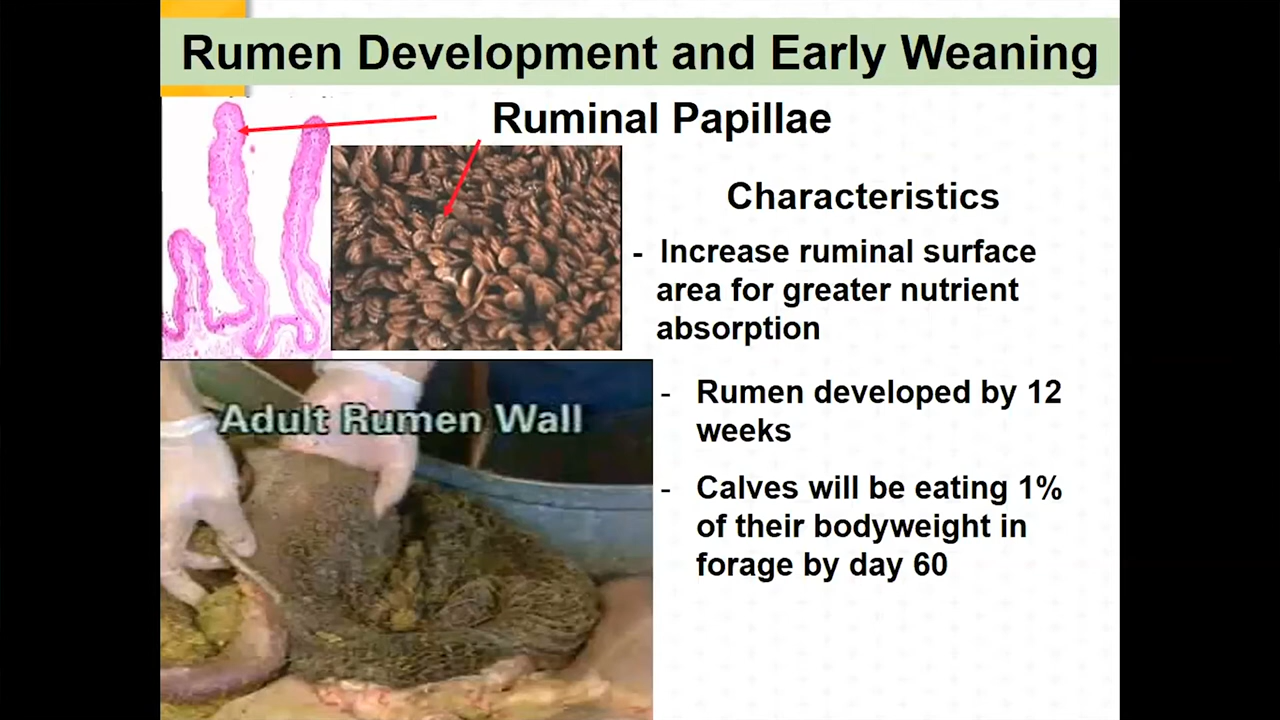 Rumen Development and Early Weaning
Ruminal Papillae
Characteristics
- Increase ruminal surface
area for greater nutrient
absorption
- Rumen developed by 12
weeks
- Calves will be eating 1%
of their bodyweight in
forage by day 60
Adult Rumen Wall